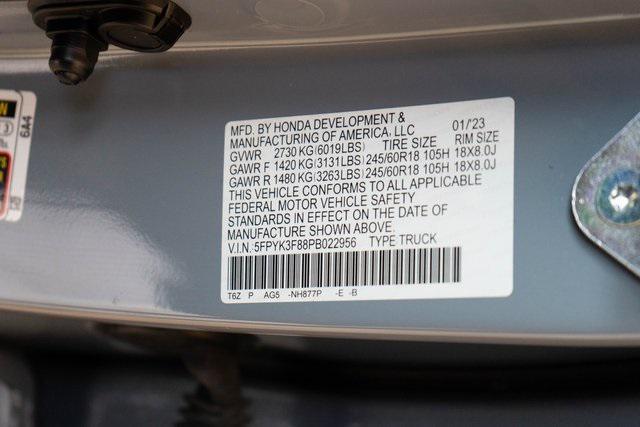 MFD. BY HONDA DEVELOPMENT &
MANUFACTURING OF AMERICA, LLC 01/'23
GVWR 2730 KG(6019LBS) TIRE SIZE RIM SIZE
GAWR F 1420 KG(3131LBS) 245/60R18 105H 18X8.0J
GAWR R 1480 KG(3263LBS) 245/60R18 105H 18X8.0J
THIS VEHICLE CONFORMS TO ALL APPLICABLE
FEDERAL MOTOR VEHICLE SAFETY
STANDARDS IN EFFECT ON THE DATE OF
MANUFACTURE SHOWN ABOVE.
V.I.N. 5FPYK3F88PB022956 TYPE TRUCK
T6Z P AG5 -NH877P -E -B
6A4